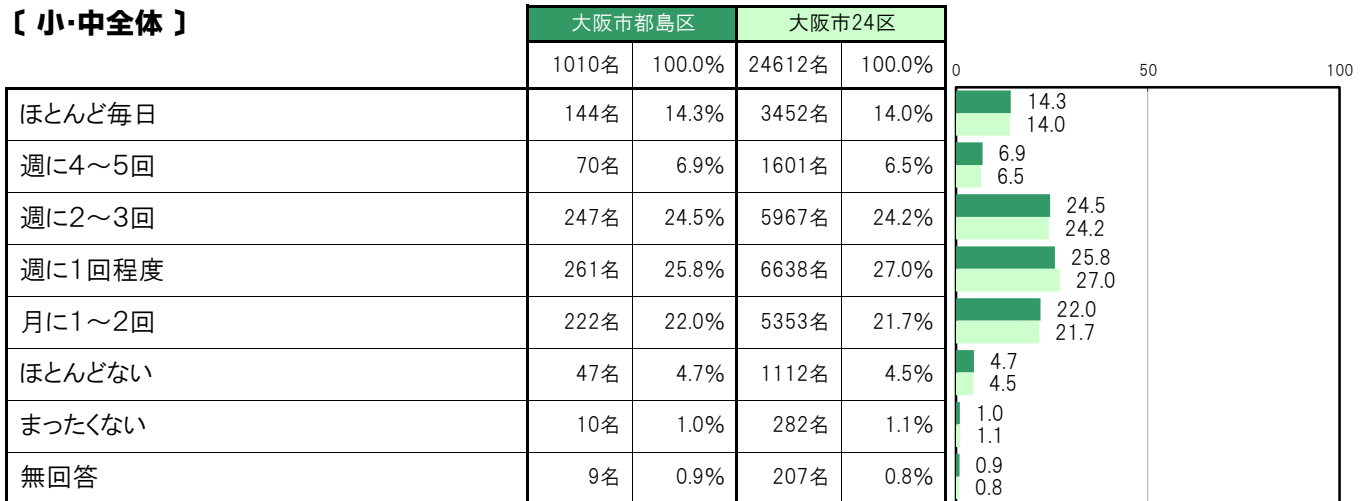 〔 小・中全体 〕
大阪市都島区 大阪市24区
1010名 100.0% 24612名 100.0%
0 50 100
ほとんど毎日 144名 14.3% 3452名 14.0% 14.3
14.0
週に4～5回 70名 6.9% 1601名 6.5% 6.9
6.5
週に2～3回 247名 24.5% 5967名 24.2% 24.5
24.2
週に1回程度 261名 25.8% 6638名 27.0% 25.8
27.0
月に1～2回 222名 22.0% 5353名 21.7% 22.0
21.7
ほとんどない 47名 4.7% 1112名 4.5% 4.7
4.5
まったくない 10名 1.0% 282名 1.1% 1.0
1.1
無回答 9名 0.9% 207名 0.8% 0.9
0.8